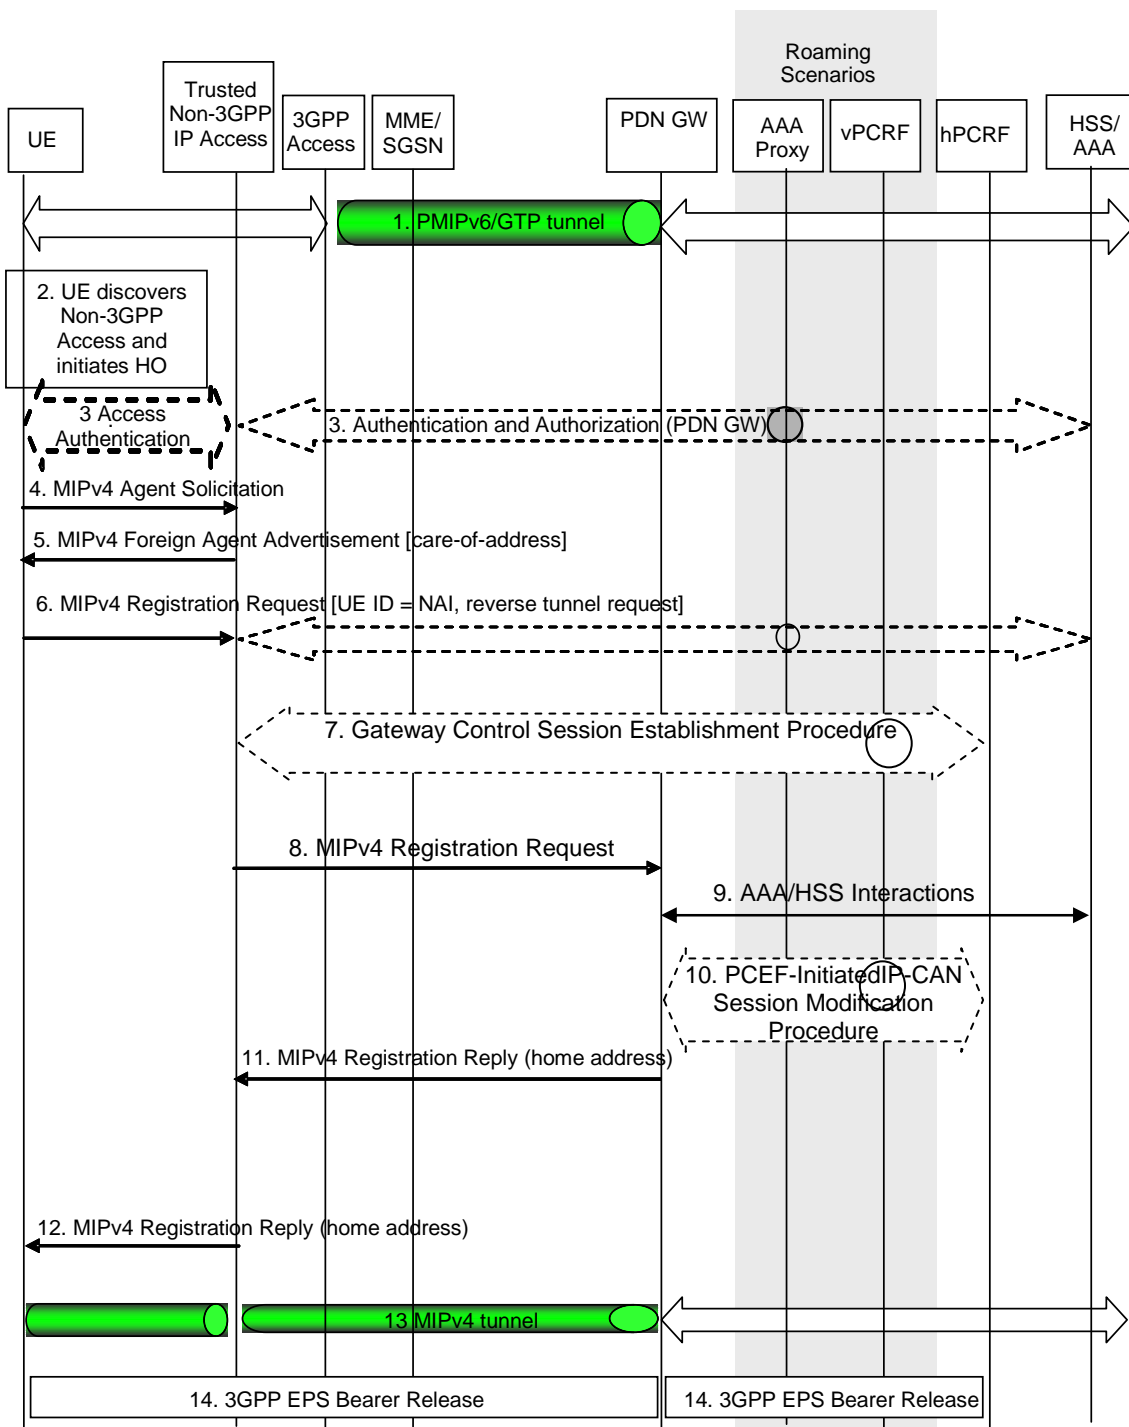 Roaming
Scenarios
UE
Trusted
Non-3GPP
IP Access
3GPP
Access
MME/
SGSN
PDN GW
AAA
Proxy
vPCRF
hPCRF
HSS/
AAA
1. PMIPv6/GTP tunnel
2. UE discovers
Non-3GPP
Access and
initiates HO
3 Access
Authentication
3. Authentication and Authorization (PDN GW)
4. MIPv4 Agent Solicitation
5. MIPv4 Foreign Agent Advertisement [care-of-address]
6. MIPv4 Registration Request [UE ID = NAI, reverse tunnel request]
7. Gateway Control Session Establishment Procedure
8. MIPv4 Registration Request
9. AAA/HSS Interactions
10. PCEF-InitiatedIP-CAN
Session Modification
Procedure
11. MIPv4 Registration Reply (home address)
12. MIPv4 Registration Reply (home address)
13 MIPv4 tunnel
14. 3GPP EPS Bearer Release
14. 3GPP EPS Bearer Release